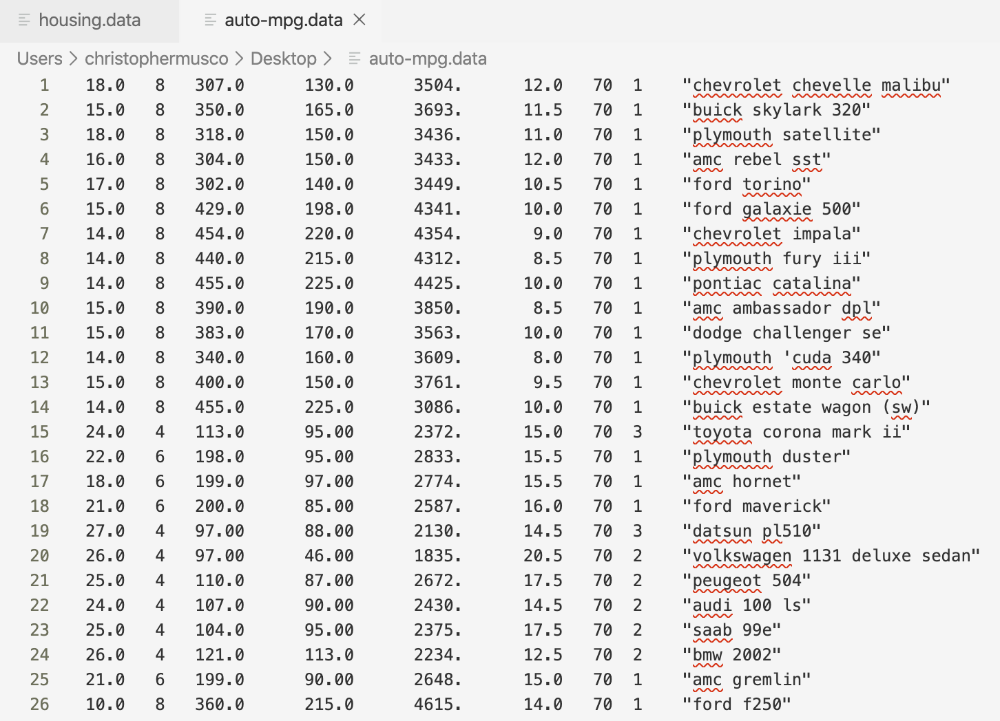 housing.data auto-mpg.data
Users > christophermusco > Desktop > auto-mpg.data
1 18.0 8 307.0 130.0 3504. 12.0 70 1 "chevrolet chevelle malibu"
2 15.0 8 350.0 165.0 3693. 11.5 70 1 "buick skylark 320"
3 18.0 8 318.0 150.0 3436. 11.0 70 1 "plymouth satellite"
4 16.0 8 304.0 150.0 3433. 12.0 70 1 "amc rebel sst"
5 17.0 8 302.0 140.0 3449. 10.5 70 1 "ford torino"
6 15.0 8 429.0 198.0 4341. 10.0 70 1 "ford galaxie 500"
7 14.0 8 454.0 220.0 4354. 9.0 70 1 "chevrolet impala"
8 14.0 8 440.0 215.0 4312. 8.5 70 1 "plymouth fury iii"
9 14.0 8 455.0 225.0 4425. 10.0 70 1 "pontiac catalina"
10 15.0 8 390.0 190.0 3850. 8.5 70 1 "amc ambassador dpl"
11 15.0 8 383.0 170.0 3563. 10.0 70 1 "dodge challenger se"
12 14.0 8 340.0 160.0 3609. 8.0 70 1 "plymouth 'cuda 340"
13 15.0 8 400.0 150.0 3761. 9.5 70 1 "chevrolet monte carlo"
14 14.0 8 455.0 225.0 3086. 10.0 70 1 "buick estate wagon (sw)"
15 24.0 4 113.0 95.00 2372. 15.0 70 3 "toyota corona mark ii"
16 22.0 6 198.0 95.00 2833. 15.5 70 1 "plymouth duster"
17 18.0 6 199.0 97.00 2774. 15.5 70 1 "amc hornet"
18 21.0 6 200.0 85.00 2587. 16.0 70 1 "ford maverick"
19 27.0 4 97.00 88.00 2130. 14.5 70 3 "datsun pl510"
20 26.0 4 97.00 46.00 1835. 20.5 70 2 "volkswagen 1131 deluxe sedan"
21 25.0 4 110.0 87.00 2672. 17.5 70 2 "peugeot 504"
22 24.0 4 107.0 90.00 2430. 14.5 70 2 "audi 100 ls"
23 25.0 4 104.0 95.00 2375. 17.5 70 2 "saab 99e"
24 26.0 4 121.0 113.0 2234. 12.5 70 2 "bmw 2002"
25 21.0 6 199.0 90.00 2648. 15.0 70 1 "amc gremlin"
26 10.0 8 360.0 215.0 4615. 14.0 70 1 "ford f250"